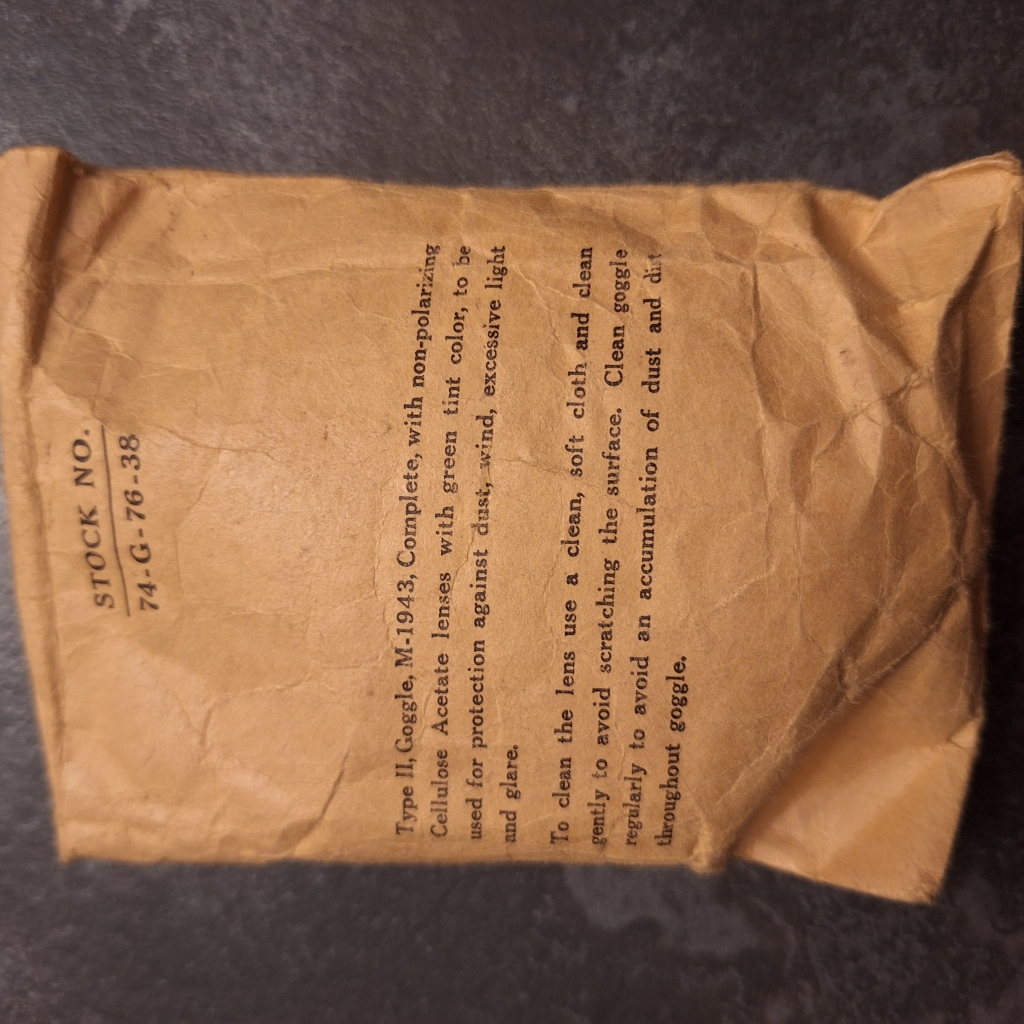 STOCK NO.
74-G-76-38
Type II, Goggle, M-1943, Complete, with non-polarizing
Cellulose Acetate lenses with green tint color, to be
used for protection against dust, wind, excessive light
and glare.
To clean the lens use a clean, soft cloth and clean
gently to avoid scratching the surface. Clean goggle
regularly to avoid an accumulation of dust and dirt
throughout goggle.